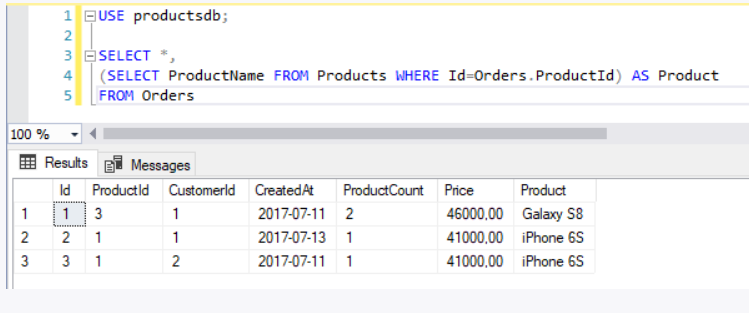 1 USE productsdb;
2
3 SELECT *,
4 (SELECT ProductName FROM Products WHERE Id=Orders.ProductId) AS Product
5 FROM Orders
100 %
Results Messages
Id ProductId CustomerId CreatedAt ProductCount Price Product
1 1 3 1 2017-07-11 2 46000,00 Galaxy S8
2 2 1 1 2017-07-13 1 41000,00 iPhone 6S
3 3 1 2 2017-07-11 1 41000,00 iPhone 6S